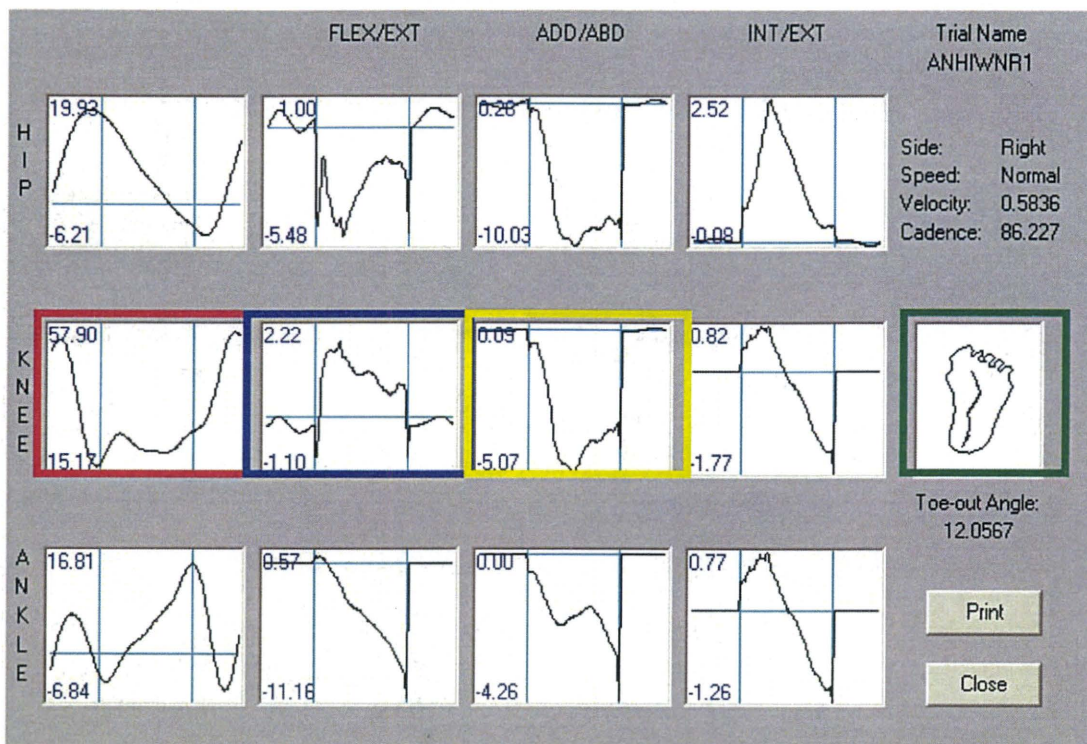 FLEX/EXT ADD/ABD INT/EXT Trial Name
ANHIWNR1
HIP
19.93 1.00 0.28 2.52
-6.21 -5.48 -10.03 -0.08
Side: Right
Speed: Normal
Velocity: 0.5836
Cadence: 86.227
KNEE
57.90 2.22 0.09 0.82
15.17 -1.10 -5.07 -1.77
Toe-out Angle:
12.0567
ANKLE
16.81 0.57 0.00 0.77
-6.84 -11.16 -4.26 -1.26
Print
Close